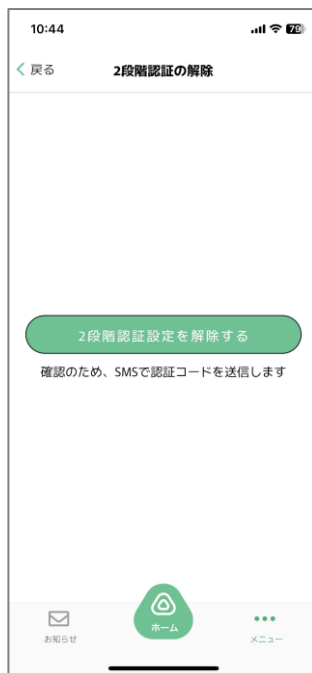 10:44
79
戻る
2段階認証の解除
2段階認証設定を解除する
確認のため、SMSで認証コードを送信します
お知らせ
ホーム
メニュー